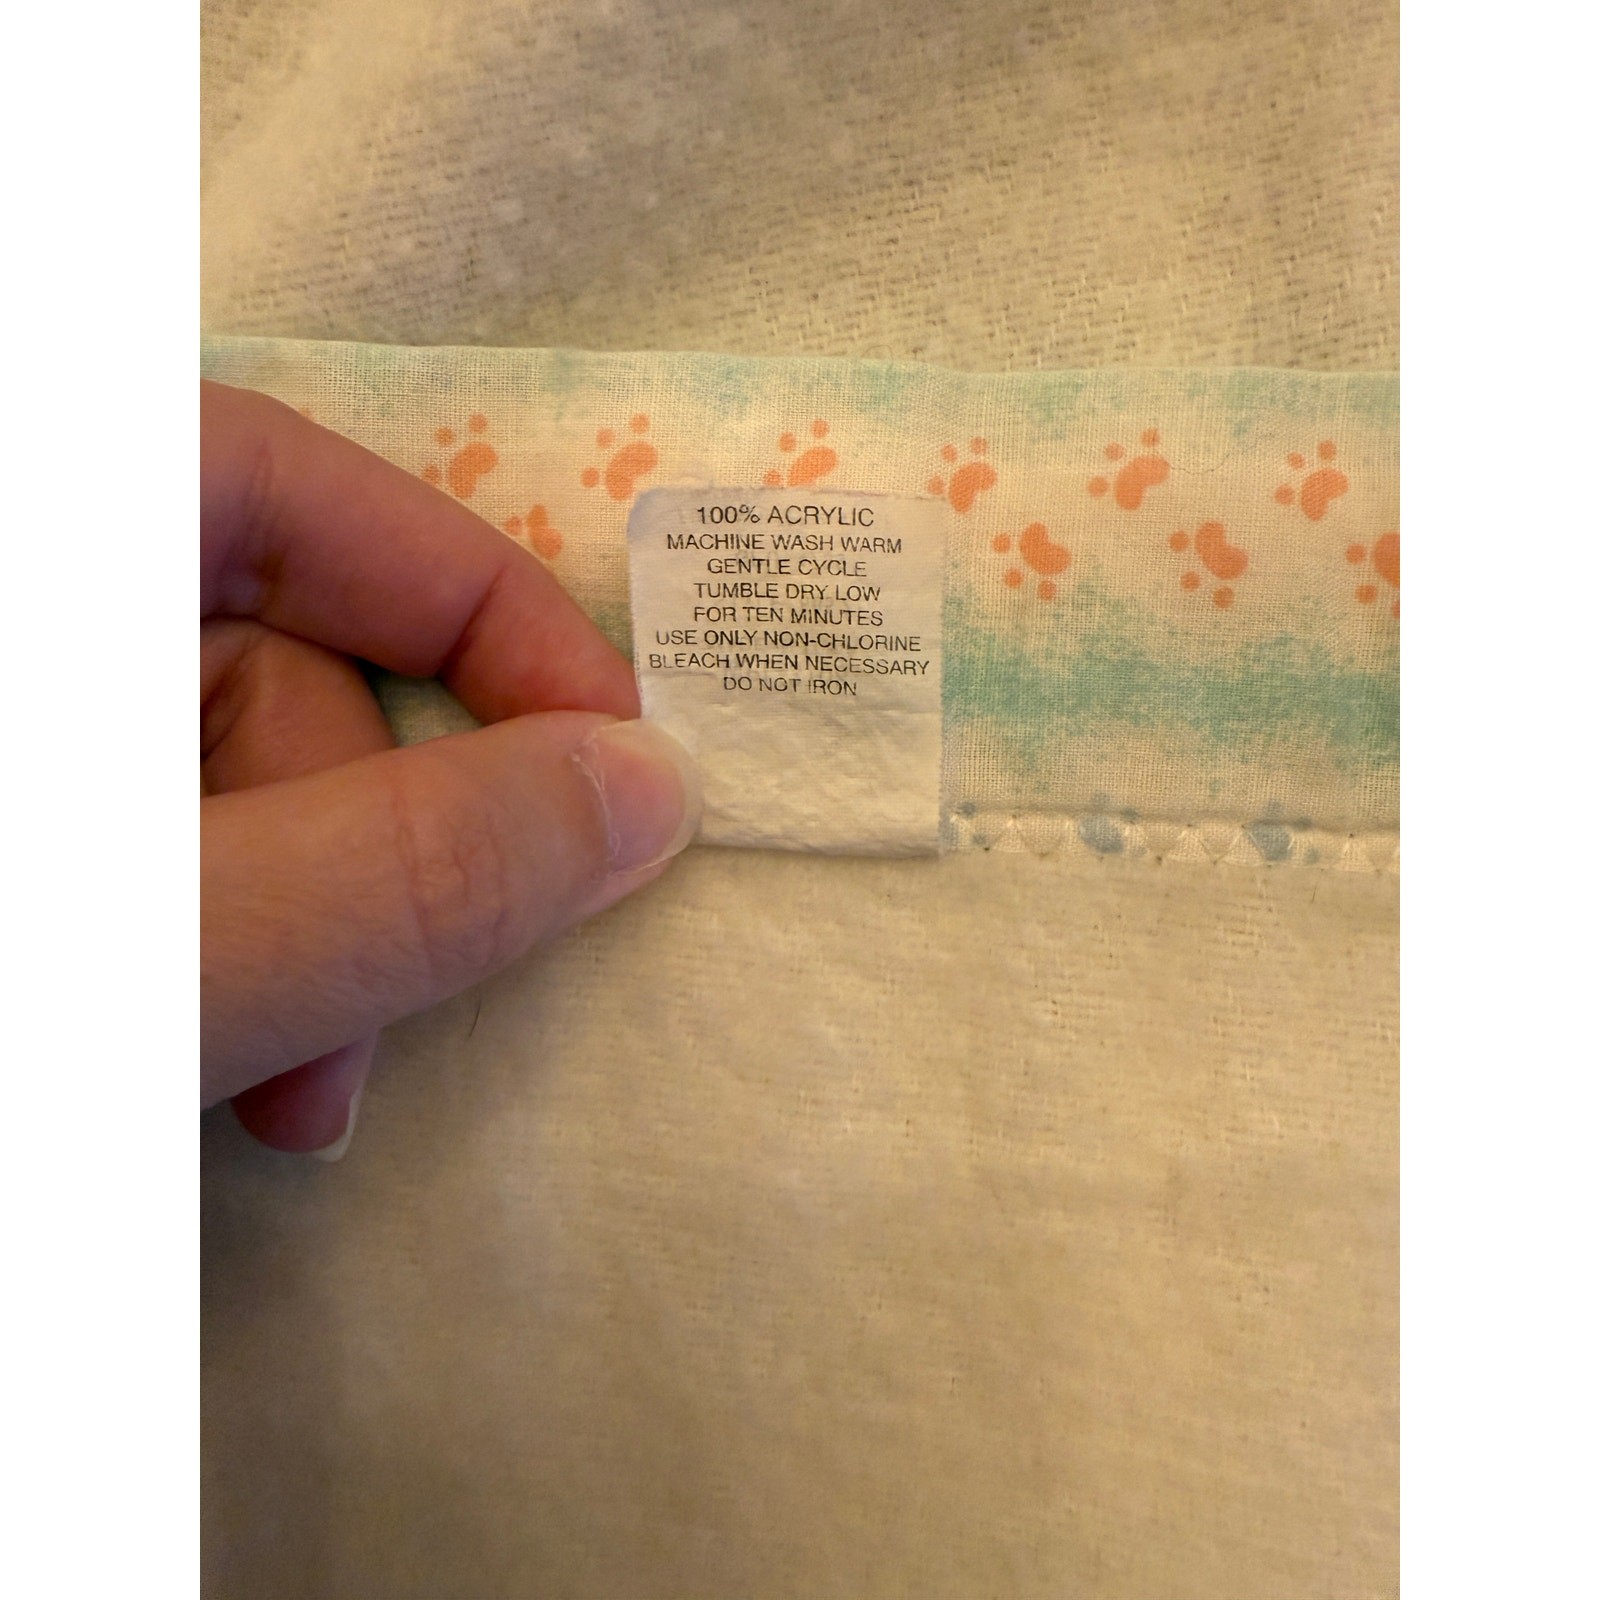 100% ACRYLIC
MACHINE WASH WARM
GENTLE CYCLE
TUMBLE DRY LOW
FOR TEN MINUTES
USE ONLY NON-CHLORINE
BLEACH WHEN NECESSARY
DO NOT IRON